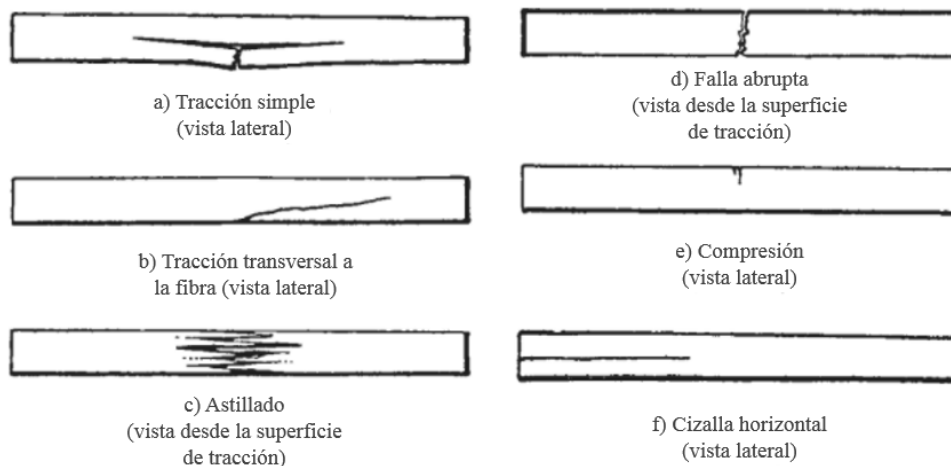 a) Tracción simple
(vista lateral)
b) Tracción transversal a
la fibra (vista lateral)
c) Astillado
(vista desde la superficie
de tracción)
d) Falla abrupta
(vista desde la superficie
de tracción)
e) Compresión
(vista lateral)
f) Cizalla horizontal
(vista lateral)